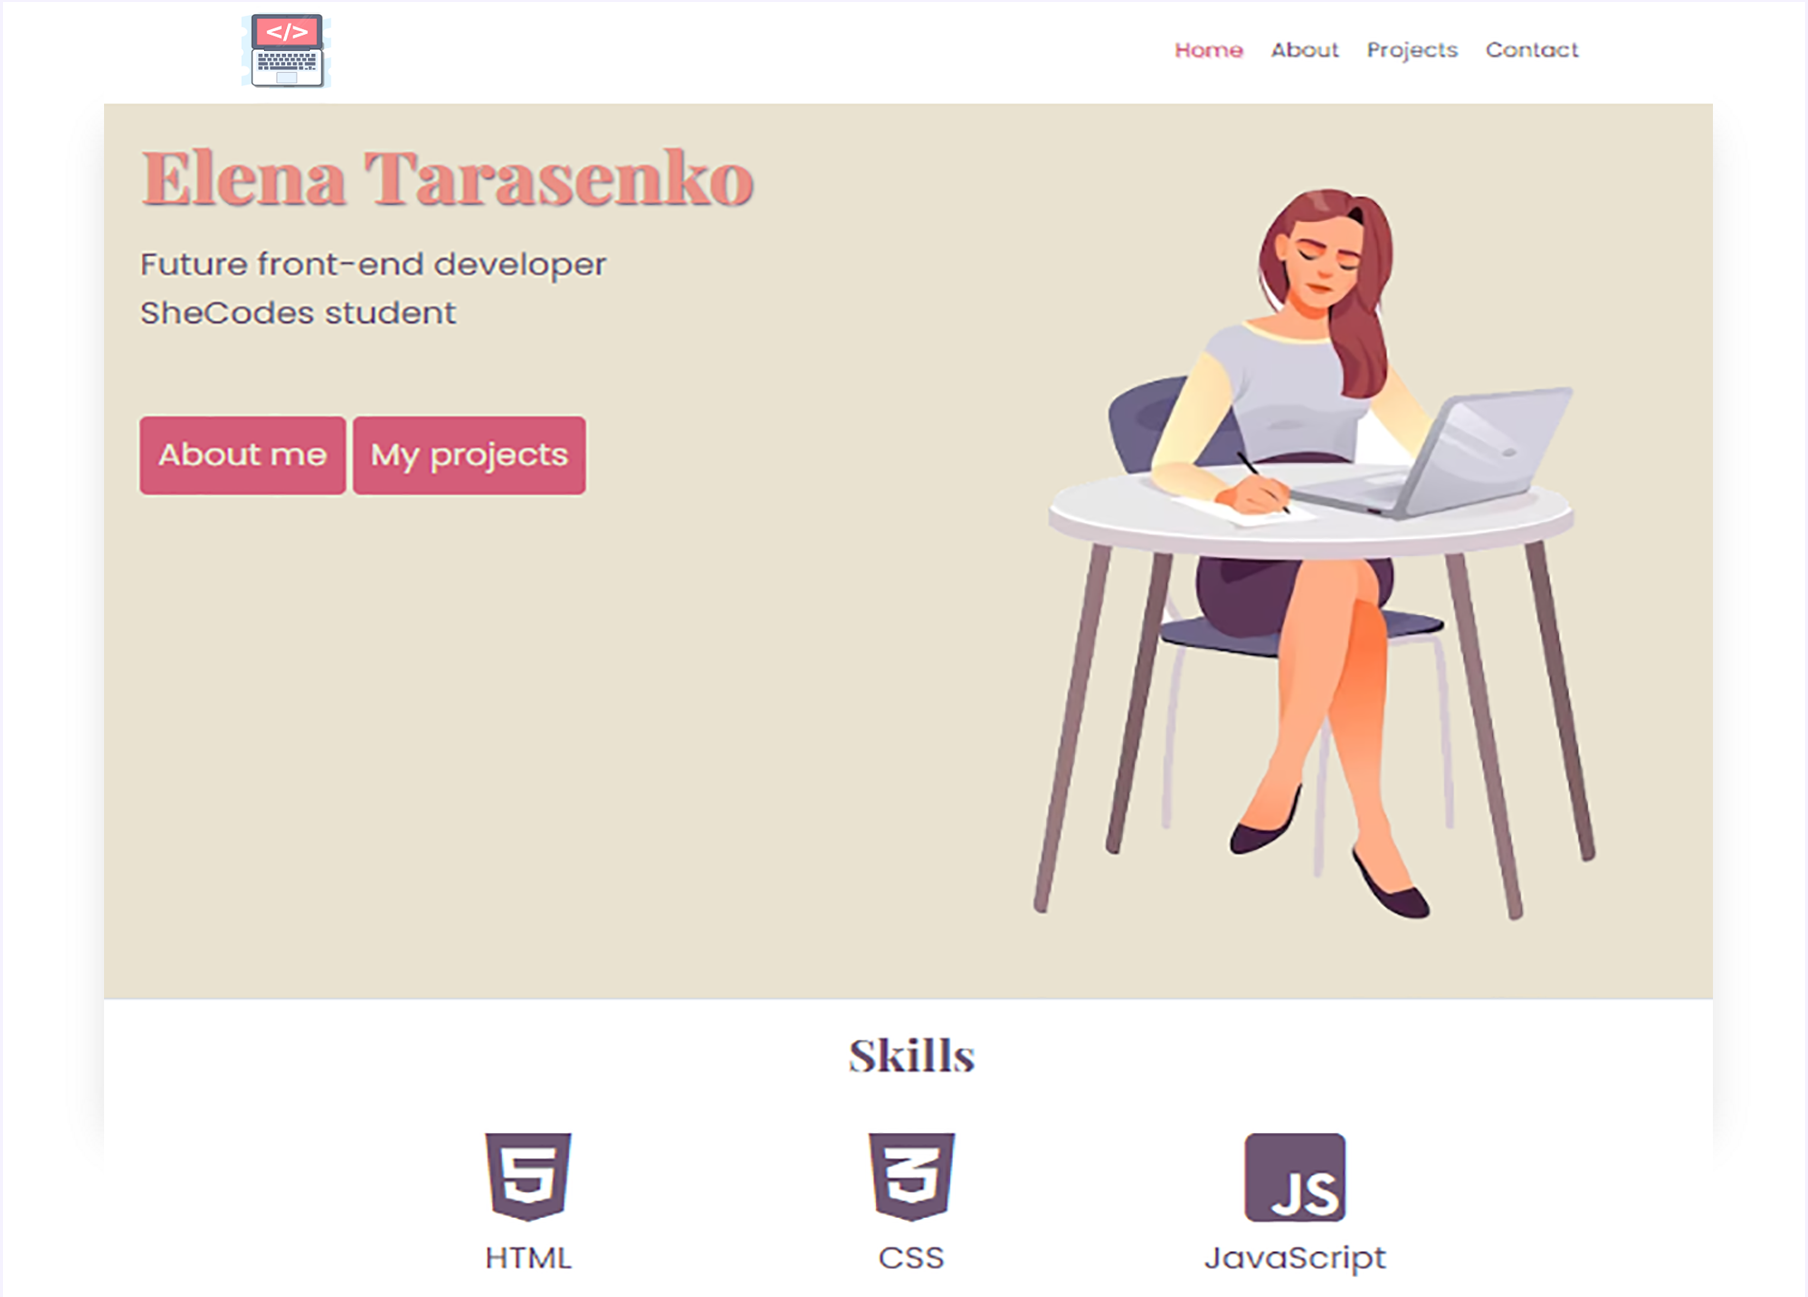 </>
Home About Projects Contact
Elena Tarasenko
Future front-end developer
SheCodes student
About me My projects
Skills
5 3 JS
HTML CSS JavaScript